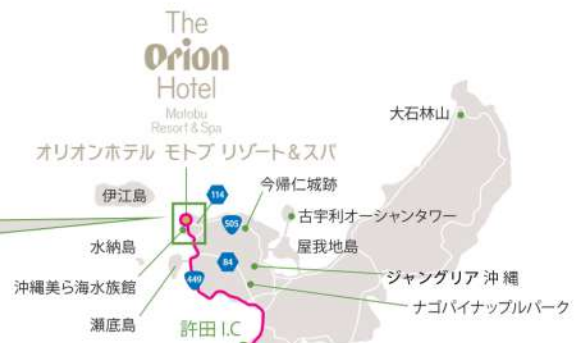 The
Orion
Hotel
Motobu
Resort & Spa
オリオンホテル モトブ リゾート&スパ
大石林山
伊江島
114
今帰仁城跡
505
古宇利オーシャンタワー
水納島
屋我地島
84
ジャングリア 沖縄
沖縄美ら海水族館
449
ナゴパイナップルパーク
瀬底島
許田 I.C